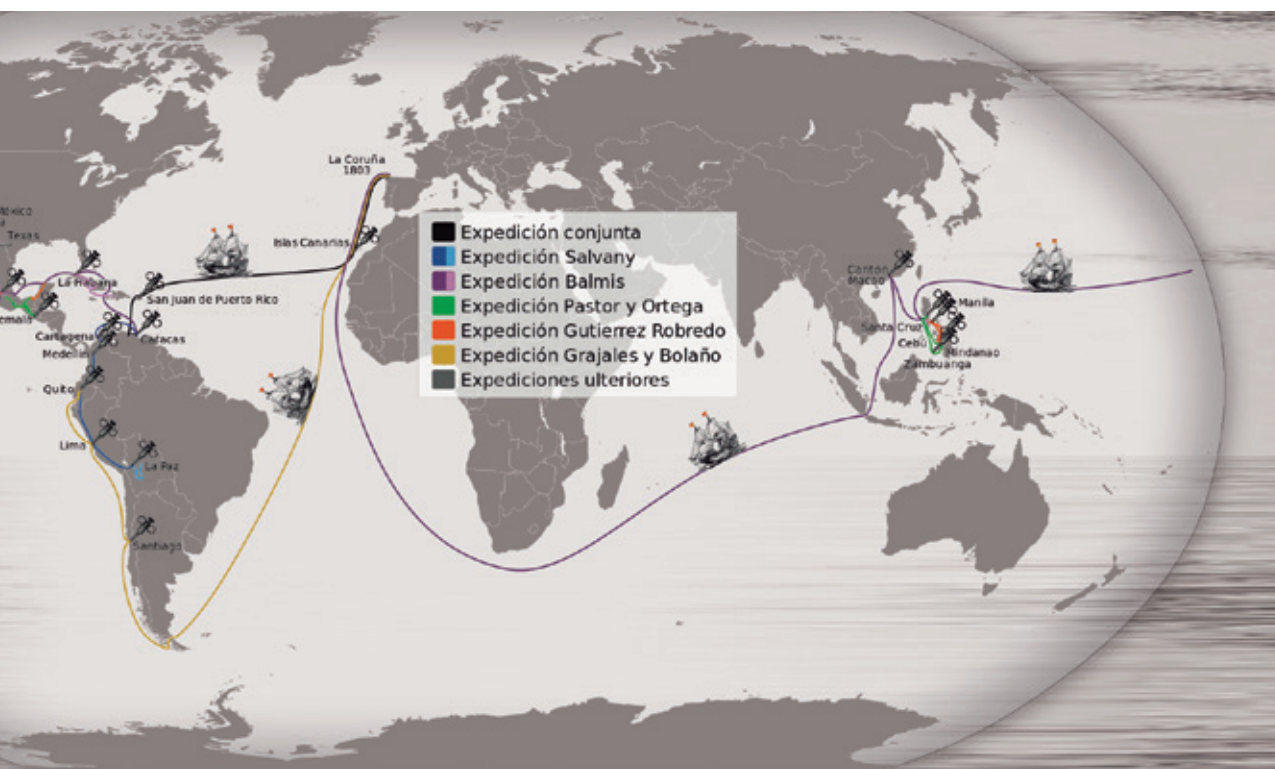 La Coruña
1803
México
Texas
Islas Canarias
La Habana
San Juan de Puerto Rico
emala
Cartagena
Caracas
Medellín
Quito
Lima
La Paz
Santiago
Expedición conjunta
Expedición Salvany
Expedición Balmis
Expedición Pastor y Ortega
Expedición Gutierrez Robredo
Expedición Grajales y Bolaño
Expediciones ulteriores
Cantón
Macao
Manila
Santa Cruz
Cebú
Mindanao
Zambuanga